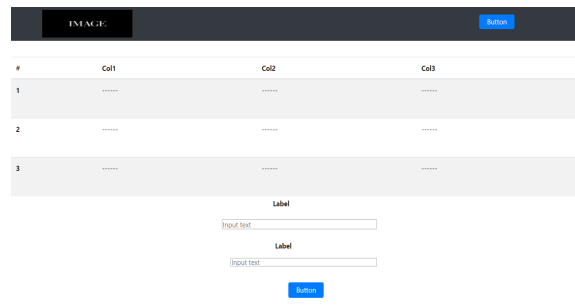 IMAGE
Button
# Col1 Col2 Col3
1 ------ ------ ------
2 ------ ------ ------
3 ------ ------ ------
Label
Input text
Label
Input text
Button